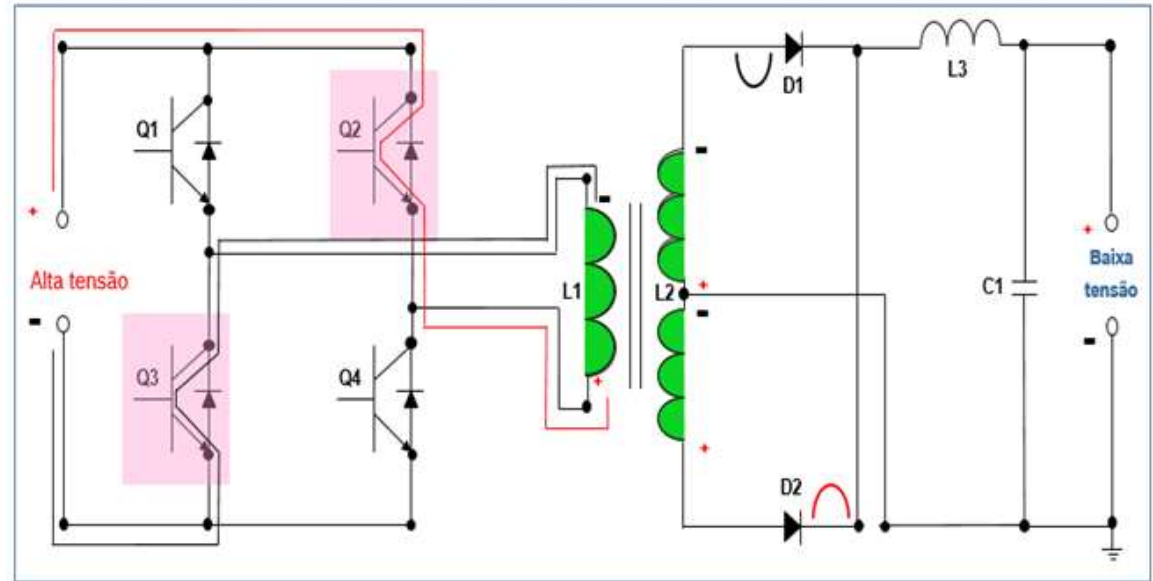 D1
L3
Q1
Q2
-
-
+
-
+
Alta tensão
-
L1
L2
+
-
C1
+
Baixa
tensão
-
Q3
Q4
+
+
D2